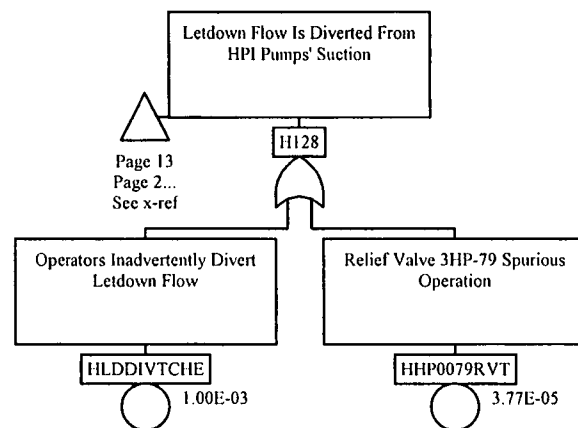 Letdown Flow Is Diverted From
HPI Pumps' Suction
H128
Page 13
Page 2...
See x-ref
Operators Inadvertently Divert
Letdown Flow
Relief Valve 3HP-79 Spurious
Operation
HLDDIVTCHE
1.00E-03
HHP0079RVT
3.77E-05